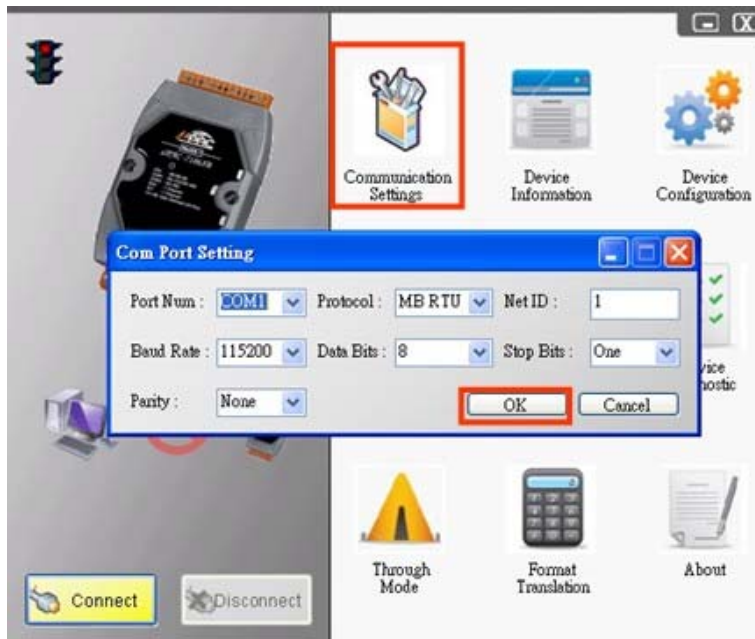 Communication
Settings
Device
Information
Device
Configuration
Com Port Setting
Port Num : COM1 Protocol : MB RTU Net ID : 1
Baud Rate : 115200 Data Bits : 8 Stop Bits : One
Parity : None OK Cancel
Through
Mode
Format
Translation
About
Connect
Disconnect